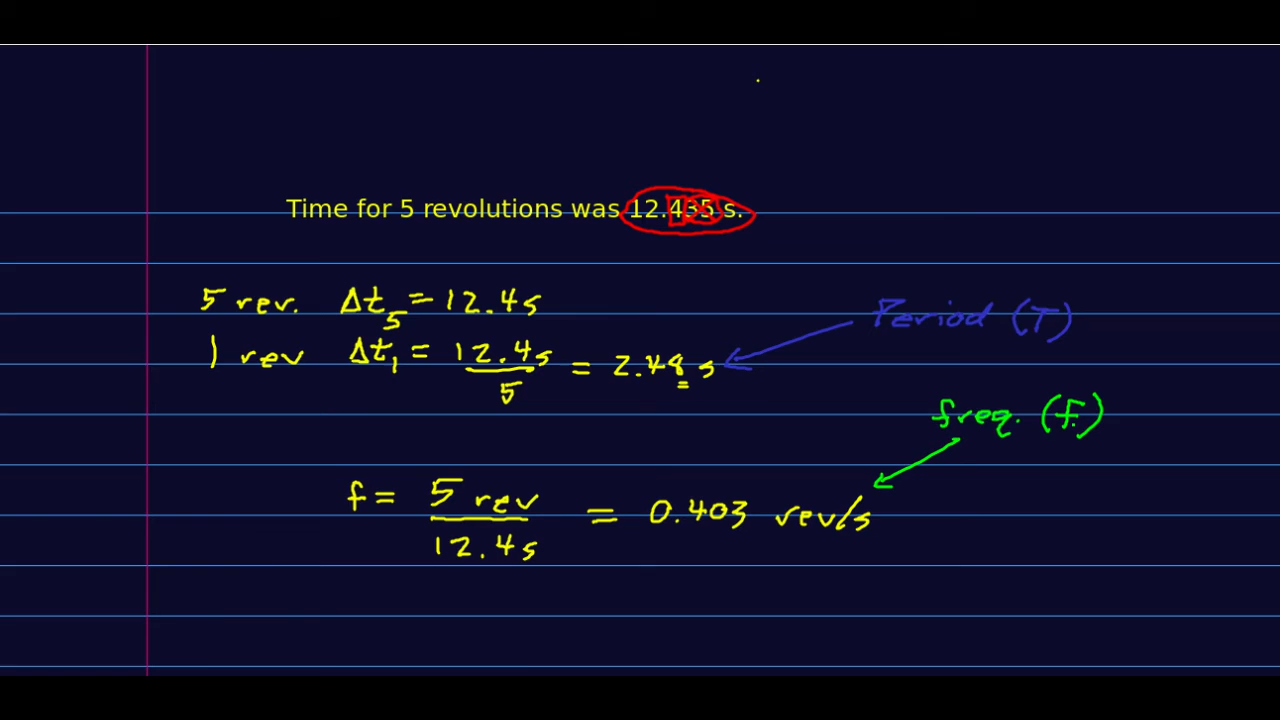 Time for 5 revolutions was 12.435 s.
5 rev. Δt₅ = 12.4s
1 rev Δt₁ = 12.4s/5 = 2.48 s
Period (T)
freq. (f)
f = 5 rev/12.4s = 0.403 rev/s